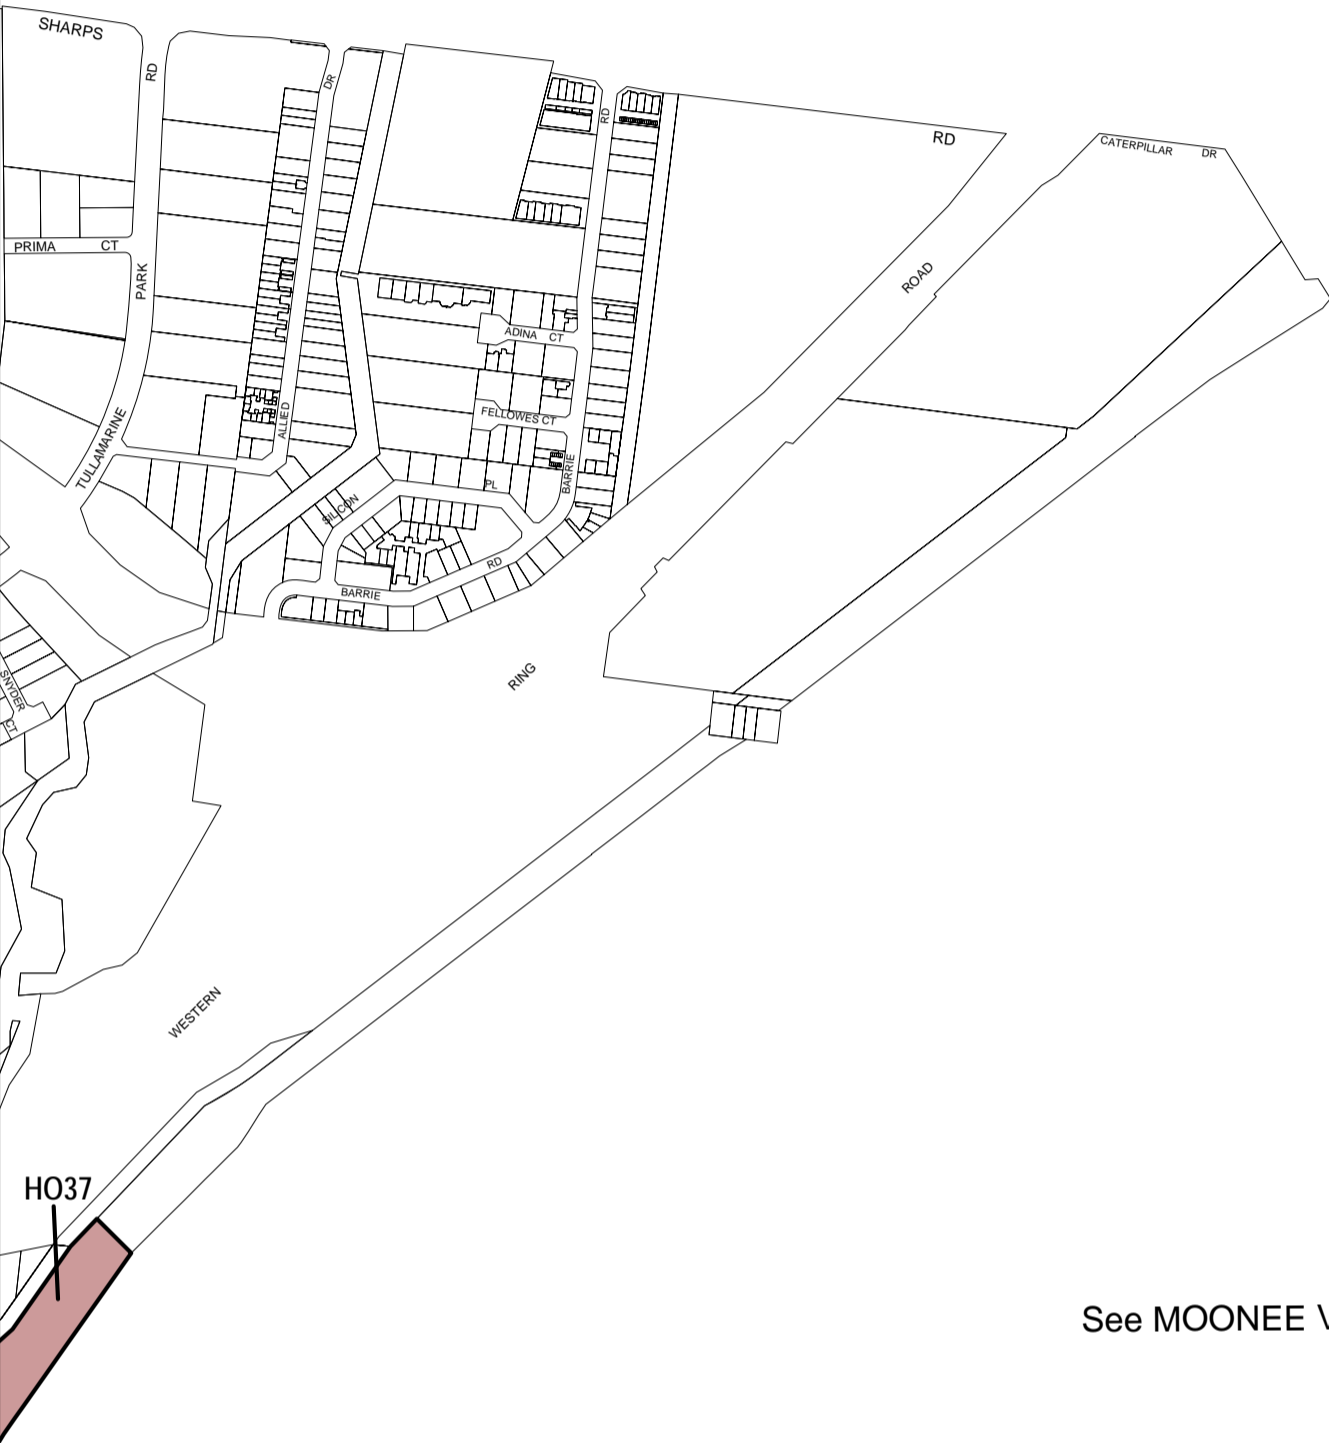 SHARPS
RD
DR
RD
RD
CATERPILLAR DR
PRIMA CT
PARK
ROAD
ADINA CT
FELLOWES CT
ALLIED
TULLAMARINE
BARRIE
PL
SILICON
RD
BARRIE
RING
SNYDER
CT
WESTERN
HO37
See MOONEE